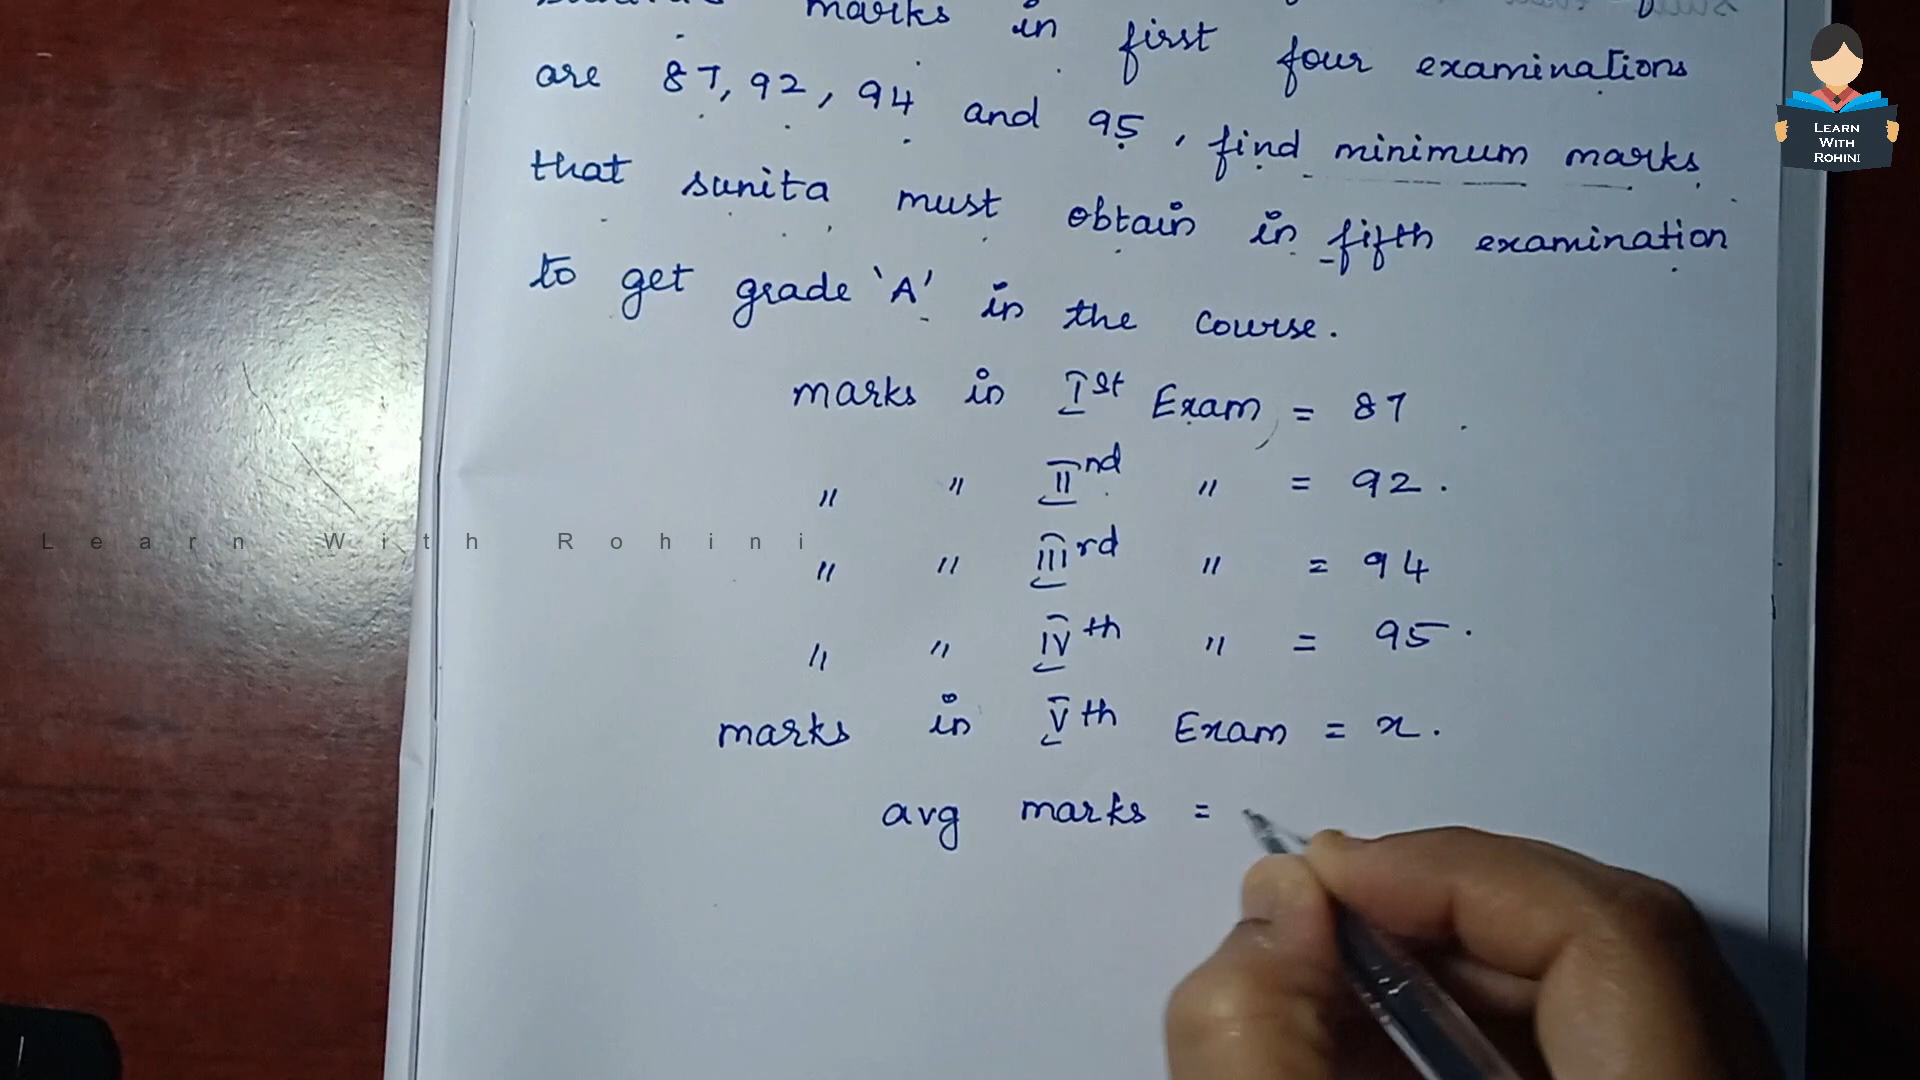 marks in first four examinations
are 87, 92, 94 and 95, find minimum marks
that sunita must obtain in fifth examination
to get grade 'A' in the course.
marks in Ist Exam = 87
" " IInd " = 92.
" " IIIrd " = 94
" " IVth " = 95.
marks in Vth Exam = x.
avg marks =
LEARN
WITH
ROHINI
Learn With Rohini